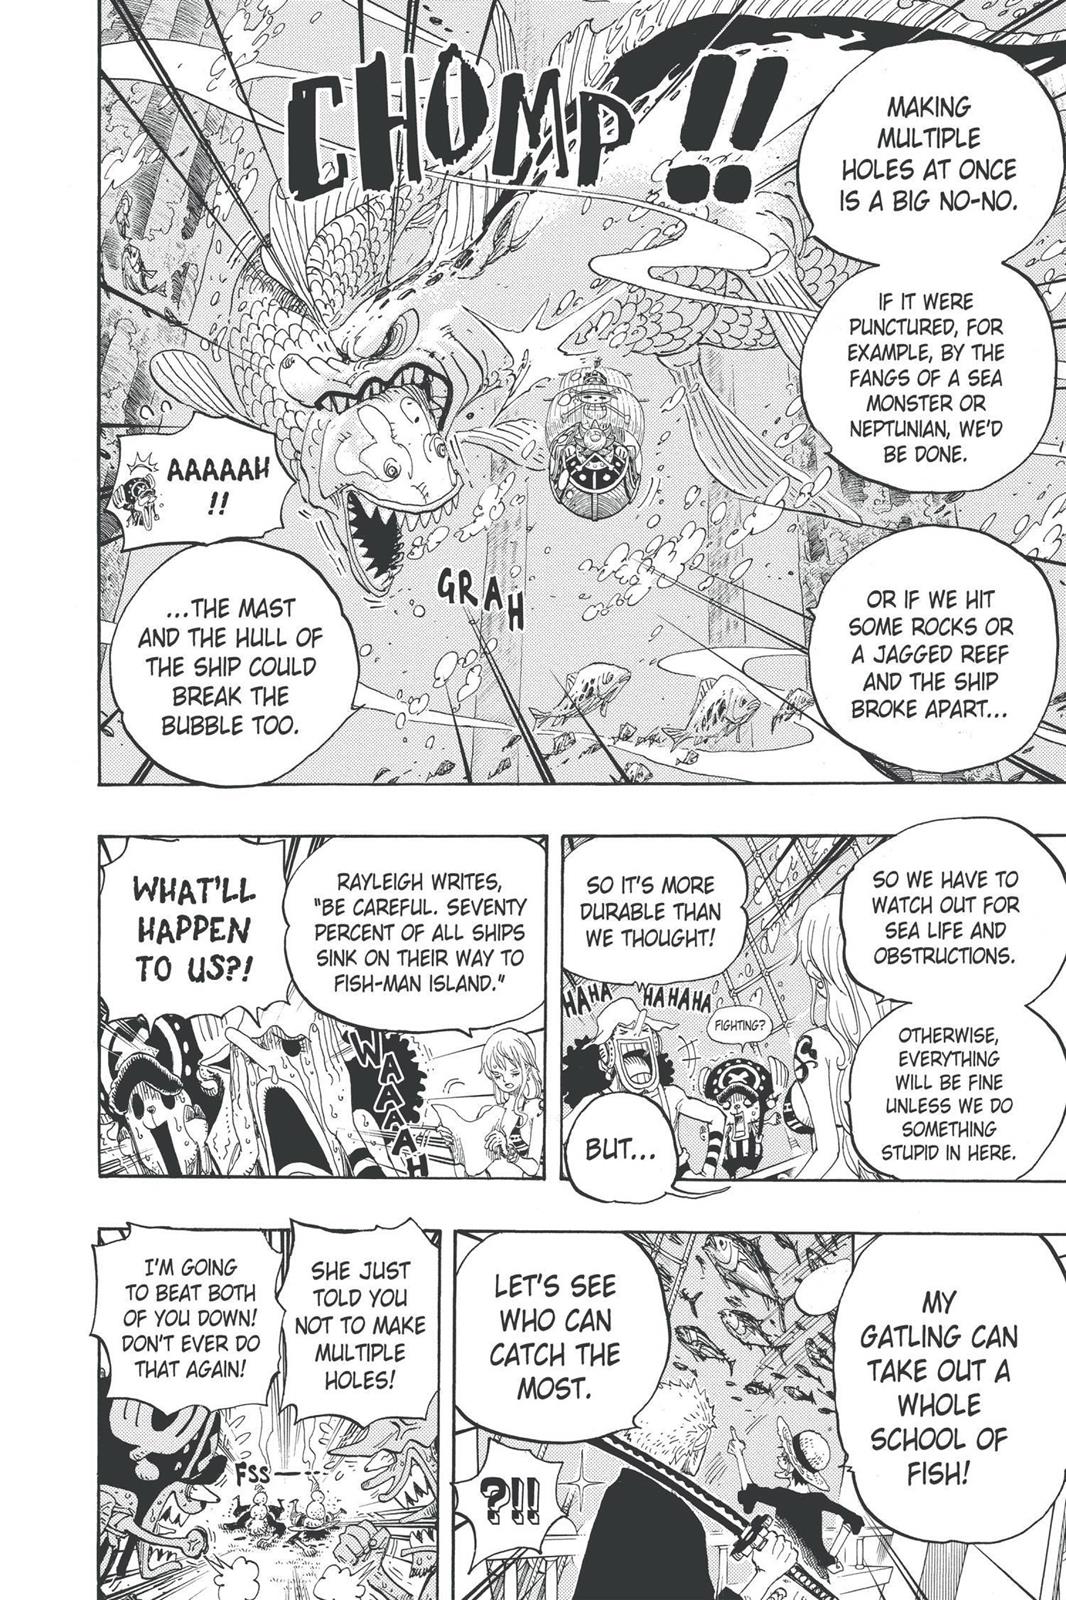 MAKING
MULTIPLE
HOLES AT ONCE
IS A BIG NO-NO.
IF IT WERE
PUNCTURED, FOR
EXAMPLE, BY THE
FANGS OF A SEA
MONSTER OR
NEPTUNIAN, WE'D
BE DONE.
CHOMP!!
AAAAAH
!!
GRAH
OR IF WE HIT
SOME ROCKS OR
A JAGGED REEF
AND THE SHIP
BROKE APART...
...THE MAST
AND THE HULL OF
THE SHIP COULD
BREAK THE
BUBBLE TOO.
SO WE HAVE TO
WATCH OUT FOR
SEA LIFE AND
OBSTRUCTIONS.
OTHERWISE,
EVERYTHING
WILL BE FINE
UNLESS WE DO
SOMETHING
STUPID IN HERE.
SO IT'S MORE
DURABLE THAN
WE THOUGHT!
HAHA
HAHAHA
FIGHTING?
BUT...
RAYLEIGH WRITES,
"BE CAREFUL. SEVENTY
PERCENT OF ALL SHIPS
SINK ON THEIR WAY TO
FISH-MAN ISLAND."
WHAT'LL
HAPPEN
TO US?!
WAAAAAH
MY
GATLING CAN
TAKE OUT A
WHOLE
SCHOOL OF
FISH!
LET'S SEE
WHO CAN
CATCH THE
MOST.
?!!
SHE JUST
TOLD YOU
NOT TO MAKE
MULTIPLE
HOLES!
I'M GOING
TO BEAT BOTH
OF YOU DOWN!
DON'T EVER DO
THAT AGAIN!
FSS—...